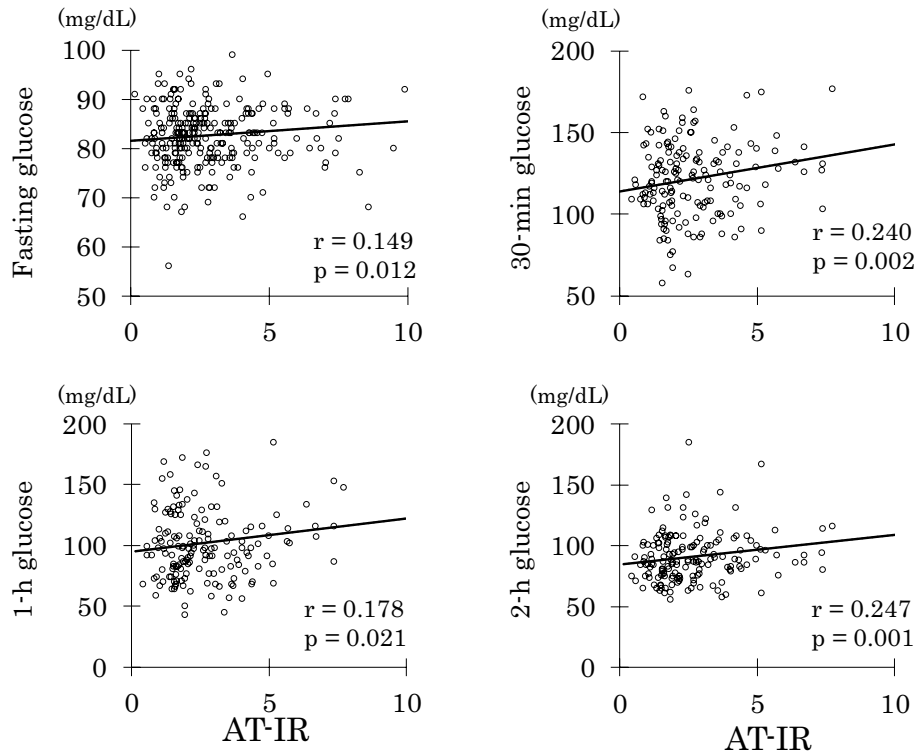 (mg/dL)
Fasting glucose
100
90
80
70
60
50
0
5
10
r = 0.149
p = 0.012
(mg/dL)
30-min glucose
200
150
100
50
0
5
10
r = 0.240
p = 0.002
(mg/dL)
1-h glucose
200
150
100
50
0
0
5
10
r = 0.178
p = 0.021
AT-IR
(mg/dL)
2-h glucose
200
150
100
50
0
0
5
10
r = 0.247
p = 0.001
AT-IR